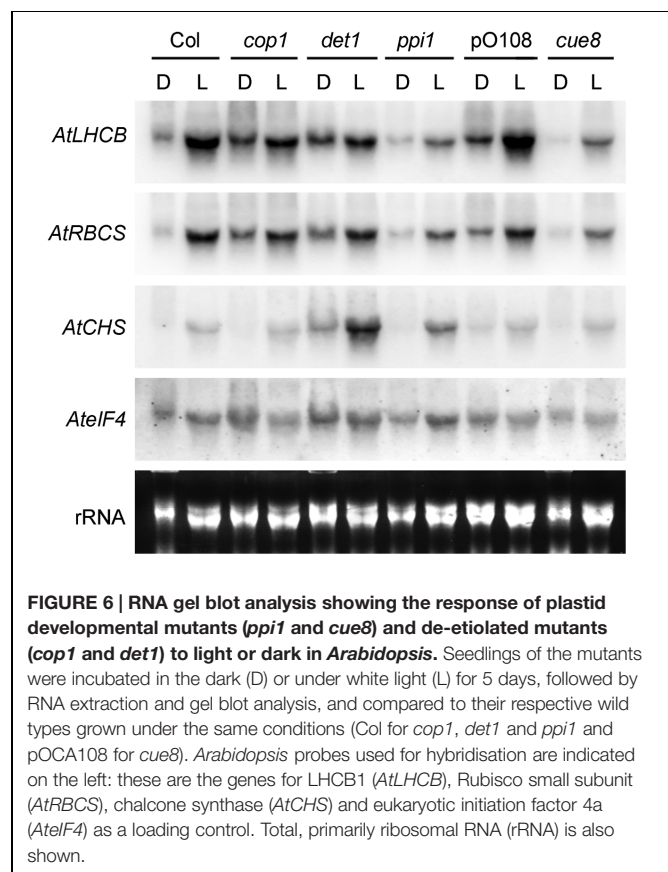 Col cop1 det1 ppi1 pO108 cue8
D L D L D L D L D L D L
AtLHCB
AtRBCS
AtCHS
AteIF4
rRNA
FIGURE 6 | RNA gel blot analysis showing the response of plastid
developmental mutants (ppi1 and cue8) and de-etiolated mutants
(cop1 and det1) to light or dark in Arabidopsis. Seedlings of the mutants
were incubated in the dark (D) or under white light (L) for 5 days, followed by
RNA extraction and gel blot analysis, and compared to their respective wild
types grown under the same conditions (Col for cop1, det1 and ppi1 and
pOCA108 for cue8). Arabidopsis probes used for hybridisation are indicated
on the left: these are the genes for LHCB1 (AtLHCB), Rubisco small subunit
(AtRBCS), chalcone synthase (AtCHS) and eukaryotic initiation factor 4a
(AteIF4) as a loading control. Total, primarily ribosomal RNA (rRNA) is also
shown.